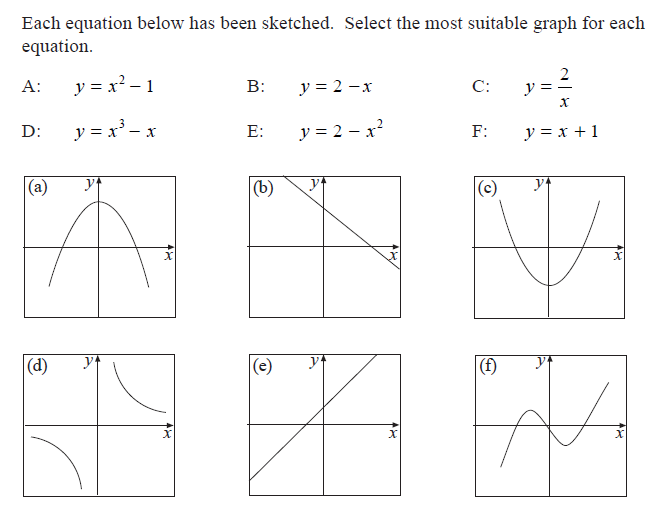 Each equation below has been sketched. Select the most suitable graph for each
equation.
A: y = x² – 1 B: y = 2 – x C: y = 2/x
D: y = x³ – x E: y = 2 – x² F: y = x + 1
(a) y (b) y (c) y
x x x
(d) y (e) y (f) y
x x x